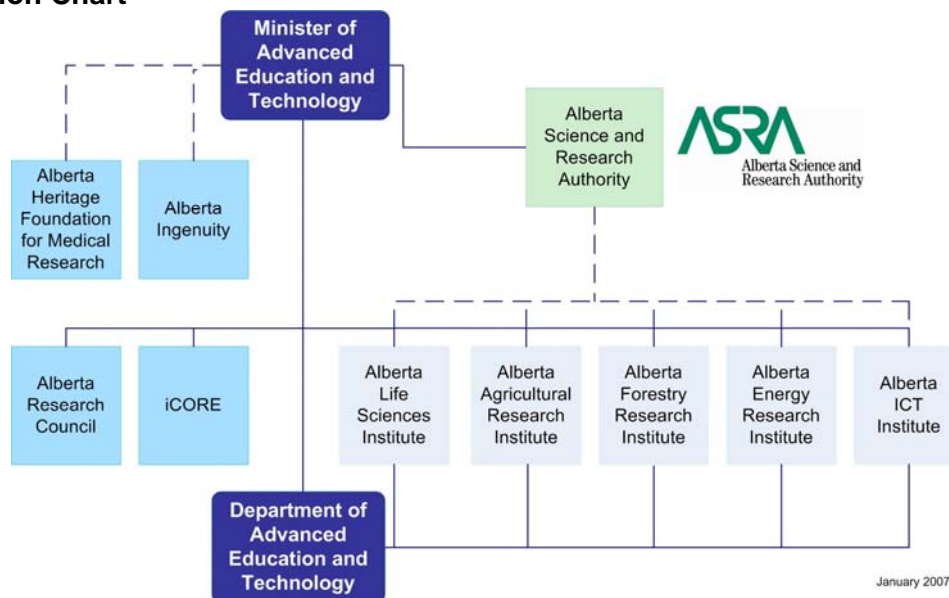 Minister of
Advanced
Education and
Technology
Alberta
Science and
Research
Authority
ASRA
Alberta Science and
Research Authority
Alberta
Heritage
Foundation
for Medical
Research
Alberta
Ingenuity
Alberta
Research
Council
iCORE
Alberta
Life
Sciences
Institute
Alberta
Agricultural
Research
Institute
Alberta
Forestry
Research
Institute
Alberta
Energy
Research
Institute
Alberta
ICT
Institute
Department of
Advanced
Education and
Technology
January 2007